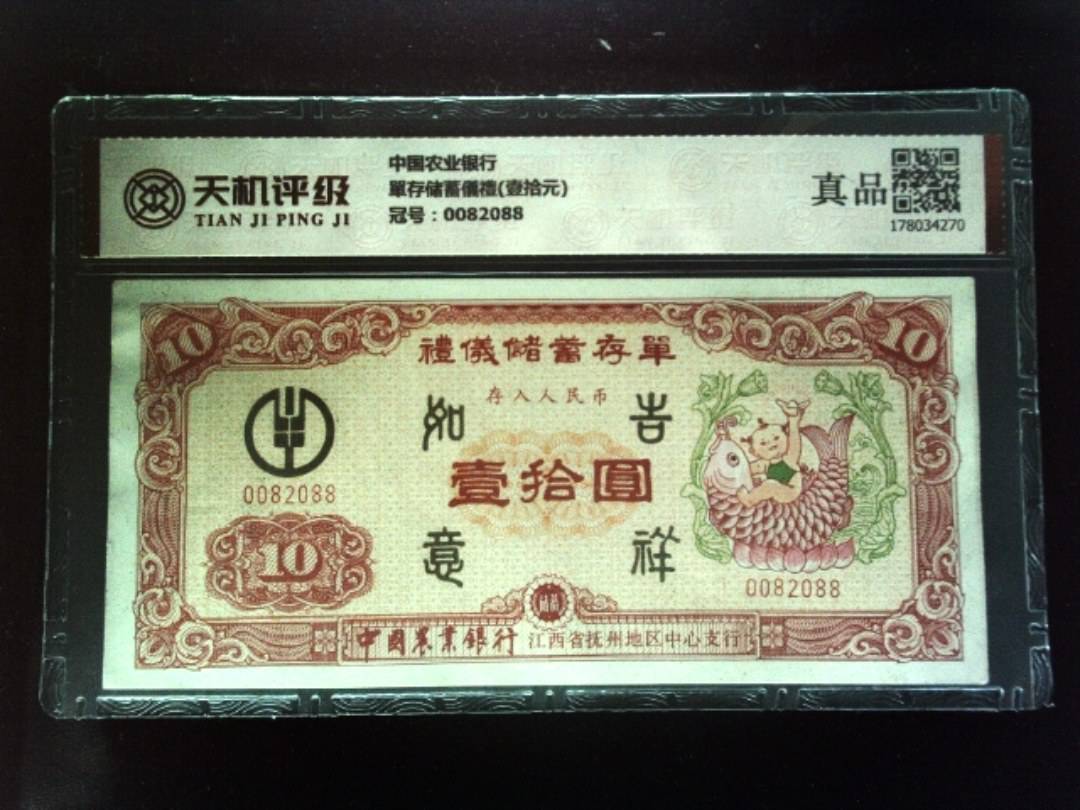 天机评级
TIAN JI PING JI
中国农业银行
單存储蓄儀禮(壹拾元)
冠号：0082088
真品
178034270
10
10
禮儀儲蓄存單
存入人民币
如
吉
壹拾圓
0082088
意
祥
10
0082088
中國農業銀行 江西省抚州地区中心支行